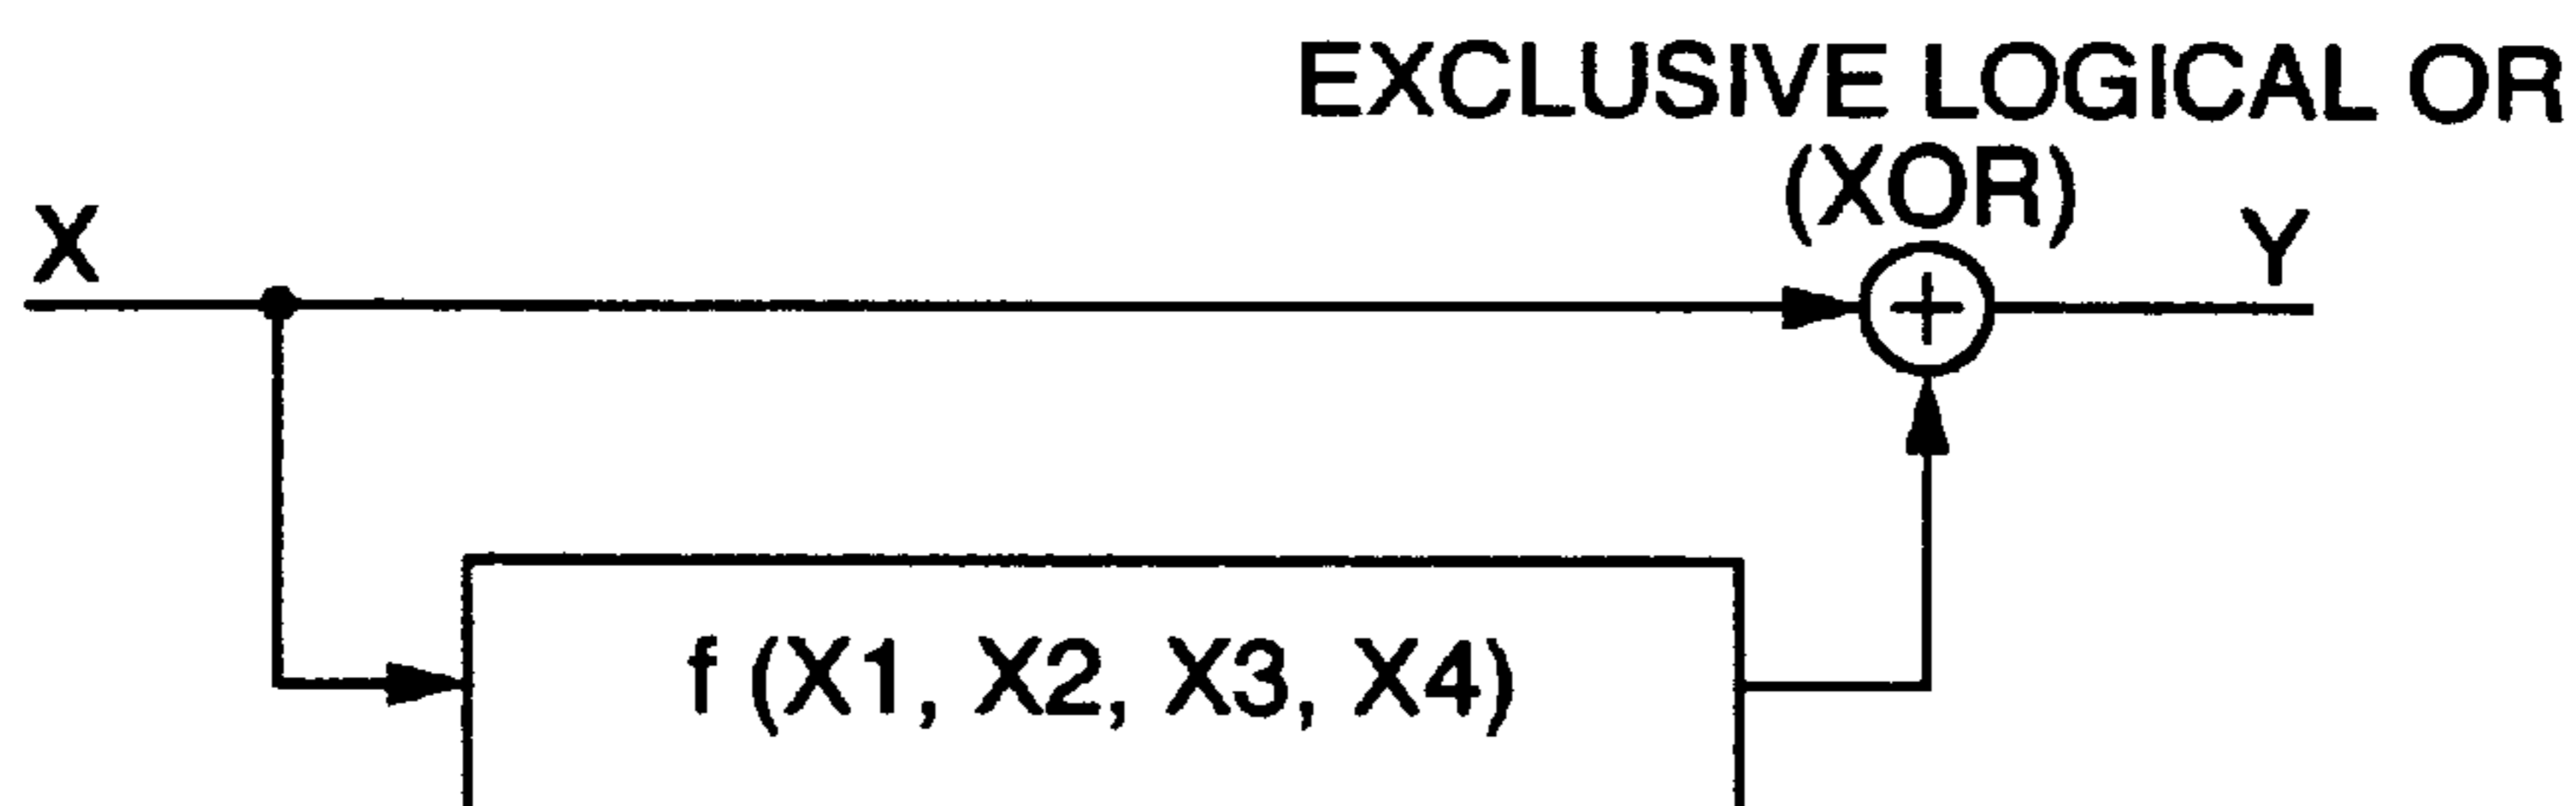 EXCLUSIVE LOGICAL OR
(XOR)
X
Y
f (X1, X2, X3, X4)